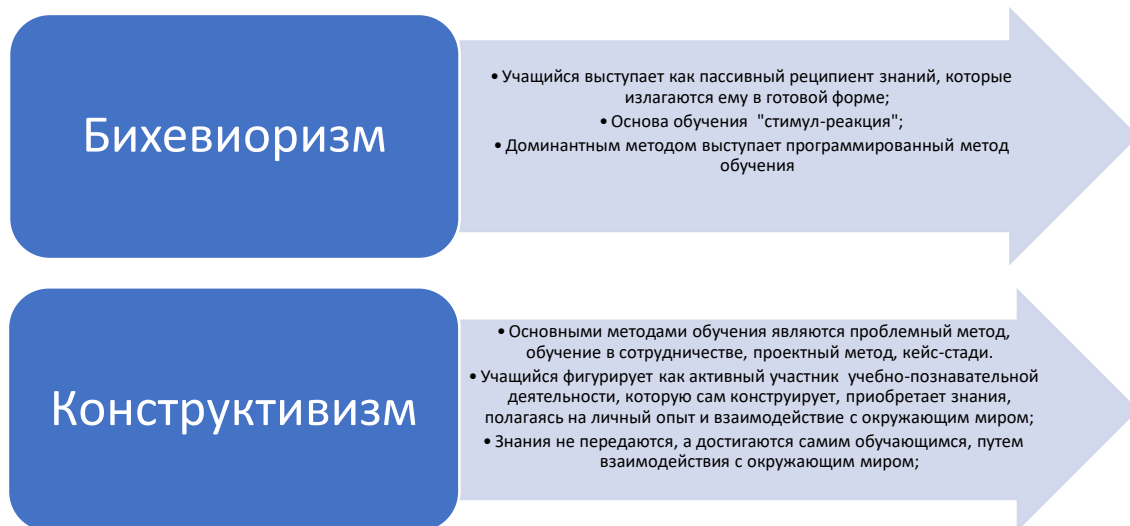 Бихевиоризм
• Учащийся выступает как пассивный реципиент знаний, которые
излагаются ему в готовой форме;
• Основа обучения "стимул-реакция";
• Доминантным методом выступает программированный метод
обучения
Конструктивизм
• Основными методами обучения являются проблемный метод,
обучение в сотрудничестве, проектный метод, кейс-стади.
• Учащийся фигурирует как активный участник учебно-познавательной
деятельности, которую сам конструирует, приобретает знания,
полагаясь на личный опыт и взаимодействие с окружающим миром;
• Знания не передаются, а достигаются самим обучающимся, путем
взаимодействия с окружающим миром;